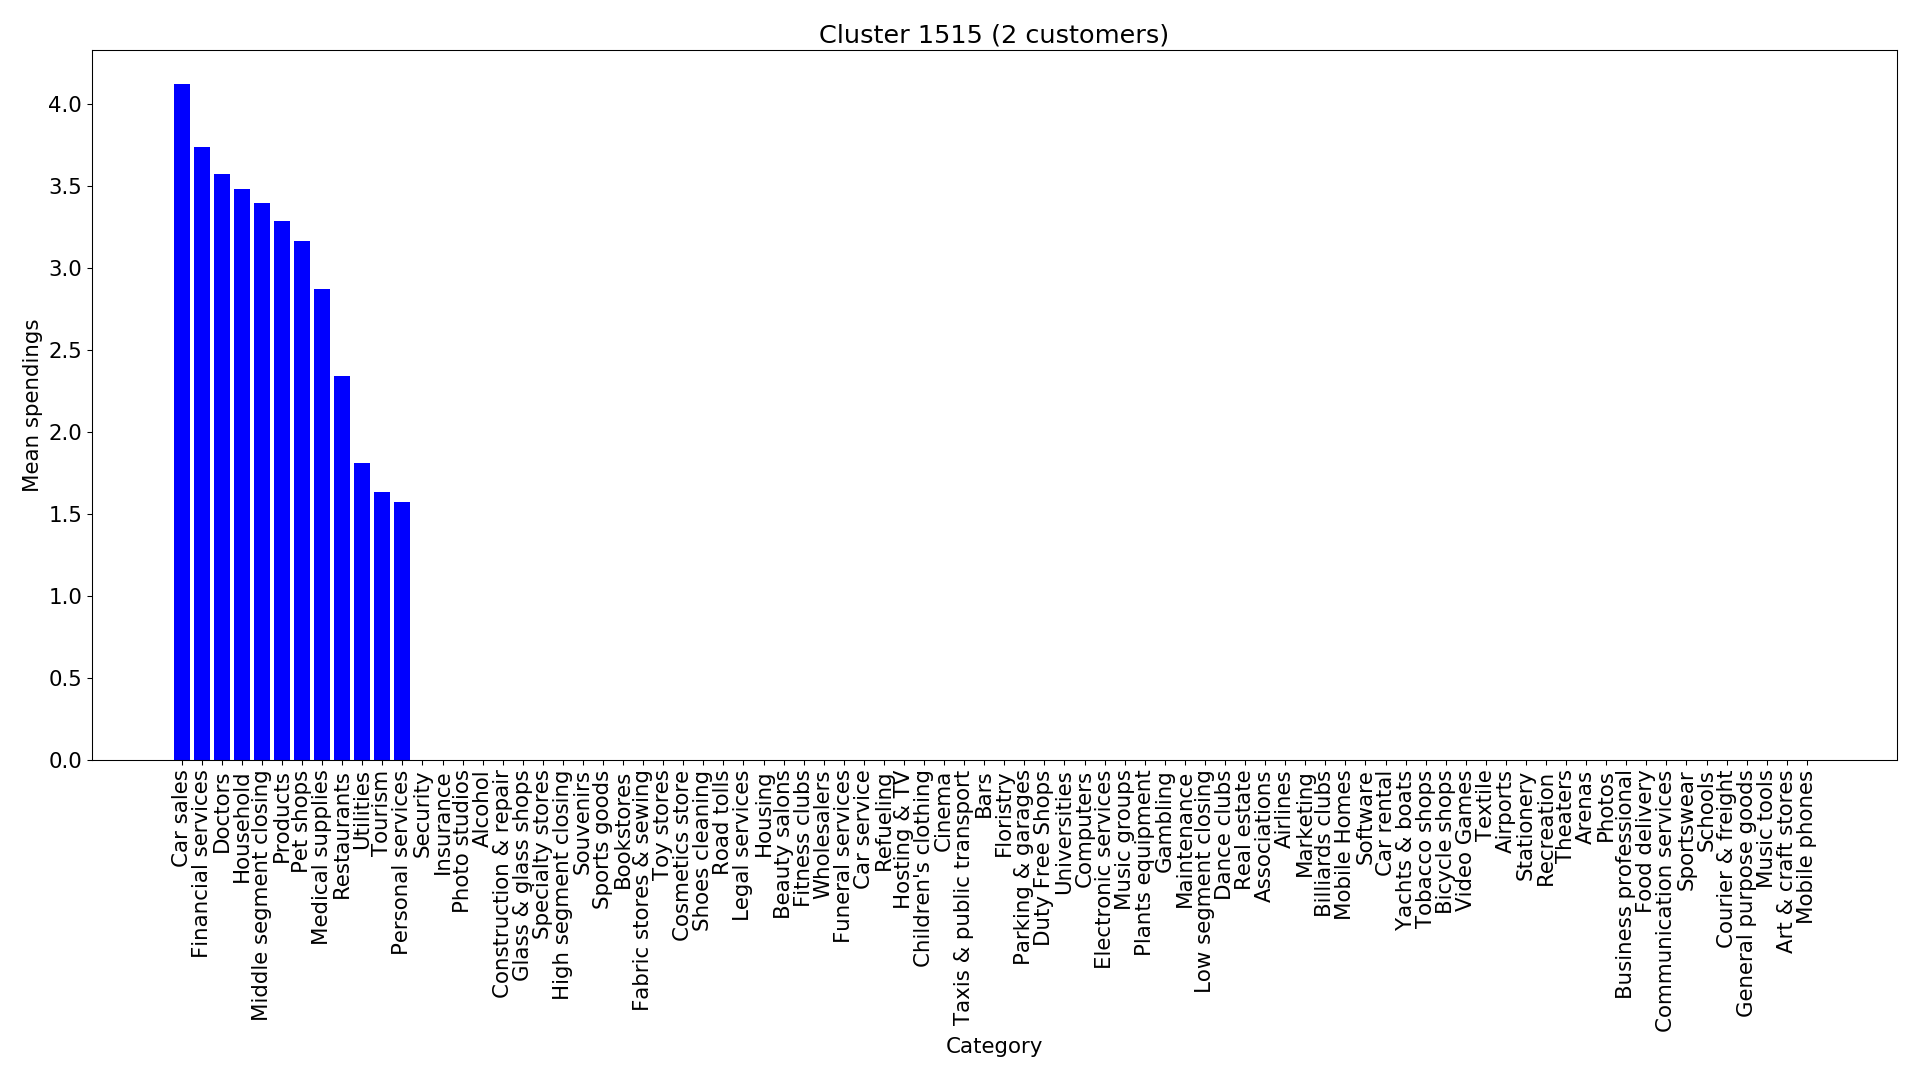 Cluster 1515 (2 customers)
Mean spendings
4.0
3.5
3.0
2.5
2.0
1.5
1.0
0.5
0.0
Car sales
Financial services
Doctors
Household
Middle segment closing
Products
Pet shops
Medical supplies
Restaurants
Utilities
Tourism
Personal services
Security
Insurance
Photo studios
Alcohol
Construction & repair
Glass & glass shops
Specialty stores
High segment closing
Souvenirs
Sports goods
Bookstores
Fabric stores & sewing
Toy stores
Cosmetics store
Shoes cleaning
Road tolls
Legal services
Housing
Beauty salons
Fitness clubs
Wholesalers
Funeral services
Car service
Refueling
Hosting & TV
Children's clothing
Cinema
Taxis & public transport
Bars
Floristry
Parking & garages
Duty Free Shops
Universities
Computers
Electronic services
Music groups
Plants equipment
Gambling
Maintenance
Low segment closing
Dance clubs
Real estate
Associations
Airlines
Marketing
Billiards clubs
Mobile Homes
Software
Car rental
Yachts & boats
Tobacco shops
Bicycle shops
Video Games
Textile
Airports
Stationery
Recreation
Theaters
Arenas
Photos
Business professional
Food delivery
Communication services
Sportswear
Schools
Courier & freight
General purpose goods
Music tools
Art & craft stores
Mobile phones
Category